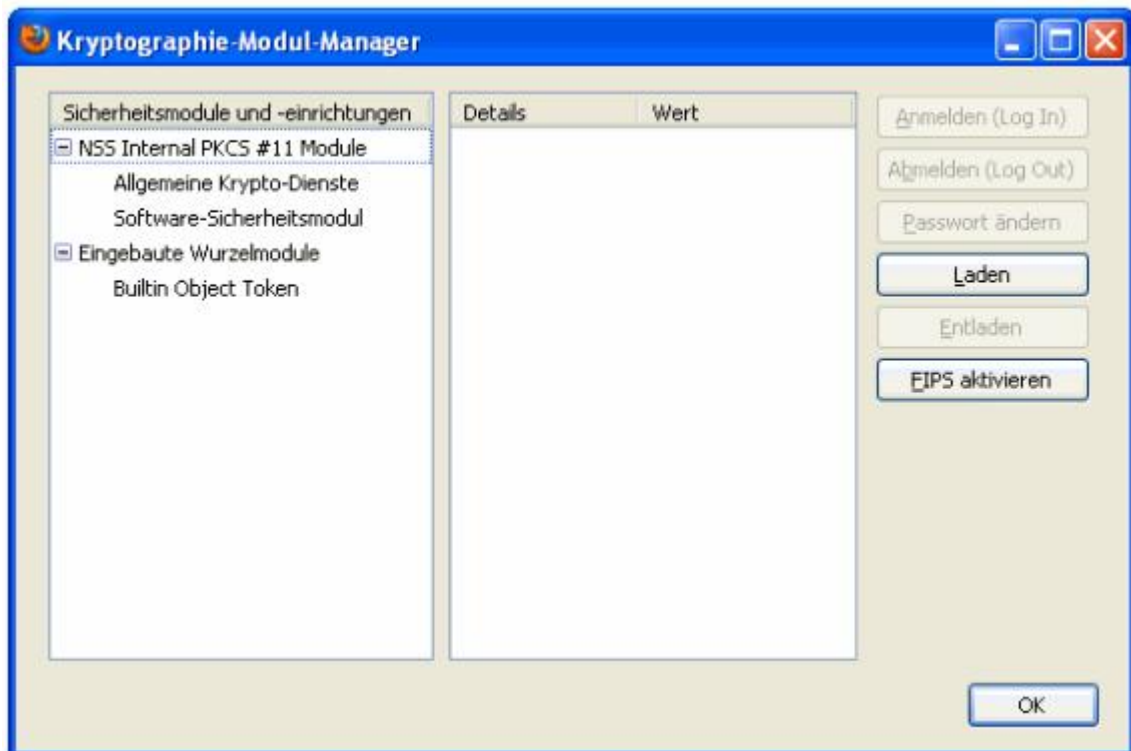 Kryptographie-Modul-Manager
Sicherheitsmodule und -einrichtungen
NSS Internal PKCS #11 Module
Allgemeine Krypto-Dienste
Software-Sicherheitsmodul
Eingebaute Wurzelmodule
Builtin Object Token
Details Wert
Anmelden (Log In)
Abmelden (Log Out)
Passwort ändern
Laden
Entladen
FIPS aktivieren
OK